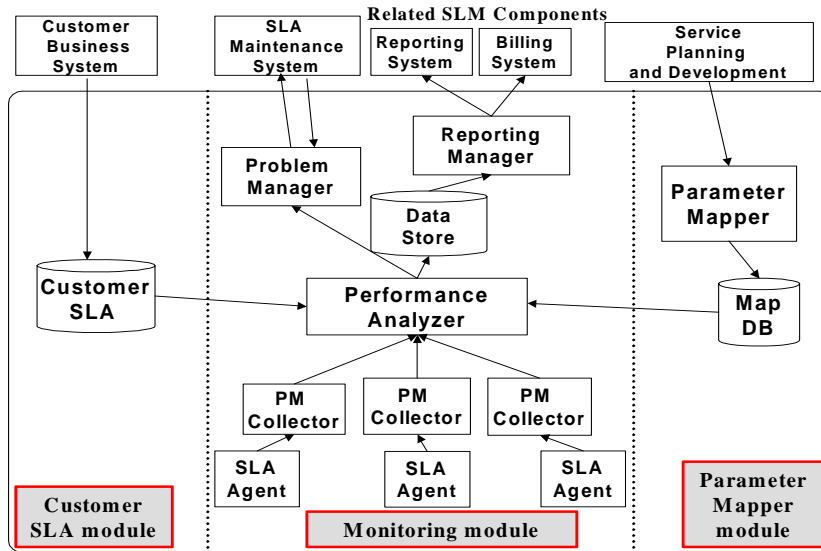 Related SLM Components
Customer
Business
System
SLA
Maintenance
System
Reporting
System
Billing
System
Service
Planning
and Development
Problem
Manager
Reporting
Manager
Parameter
Mapper
Data
Store
Customer
SLA
Performance
Analyzer
Map
DB
PM
Collector
PM
Collector
PM
Collector
SLA
Agent
SLA
Agent
SLA
Agent
Customer
SLA module
Monitoring module
Parameter
Mapper
module